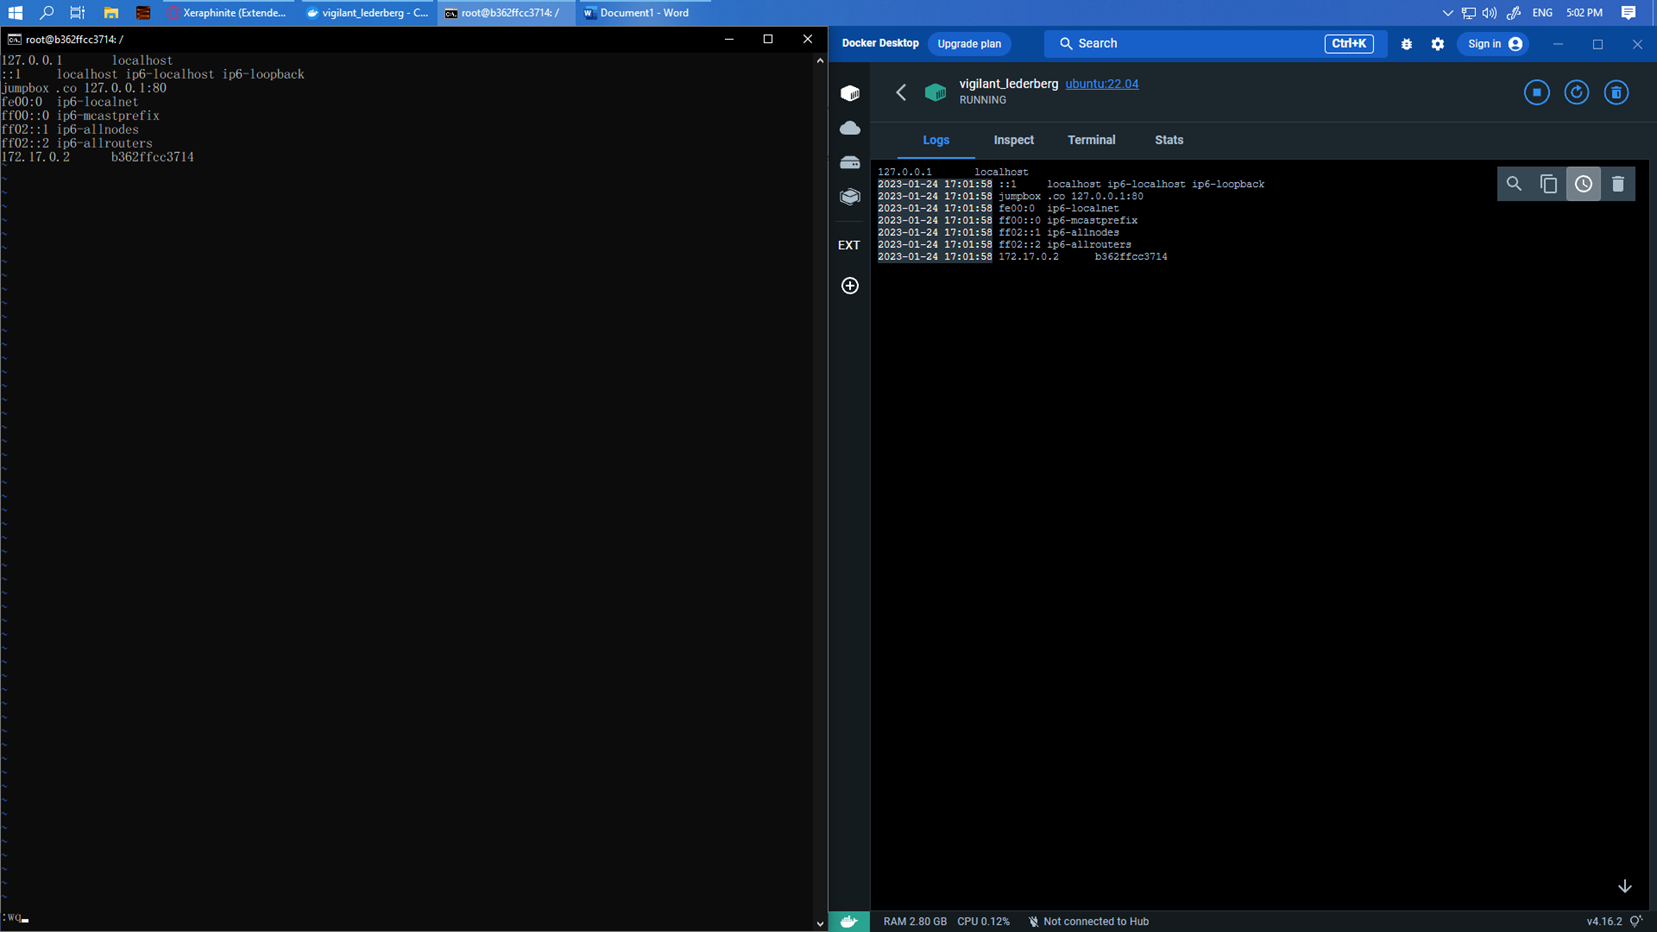 Xeraphinite (Extende...
vigilant_lederberg - C...
root@b362ffcc3714: /
Document1 - Word
ENG
5:02 PM
root@b362ffcc3714: /
127.0.0.1 localhost
::1 localhost ip6-localhost ip6-loopback
jumpbox .co 127.0.0.1:80
fe00:0 ip6-localnet
ff00::0 ip6-mcastprefix
ff02::1 ip6-allnodes
ff02::2 ip6-allrouters
172.17.0.2 b362ffcc3714
:wq
Docker Desktop
Upgrade plan
Search
Ctrl+K
Sign in
vigilant_lederberg ubuntu:22.04
RUNNING
Logs Inspect Terminal Stats
127.0.0.1 localhost
2023-01-24 17:01:58 ::1 localhost ip6-localhost ip6-loopback
2023-01-24 17:01:58 jumpbox .co 127.0.0.1:80
2023-01-24 17:01:58 fe00:0 ip6-localnet
2023-01-24 17:01:58 ff00::0 ip6-mcastprefix
2023-01-24 17:01:58 ff02::1 ip6-allnodes
2023-01-24 17:01:58 ff02::2 ip6-allrouters
2023-01-24 17:01:58 172.17.0.2 b362ffcc3714
EXT
RAM 2.80 GB CPU 0.12% Not connected to Hub
v4.16.2